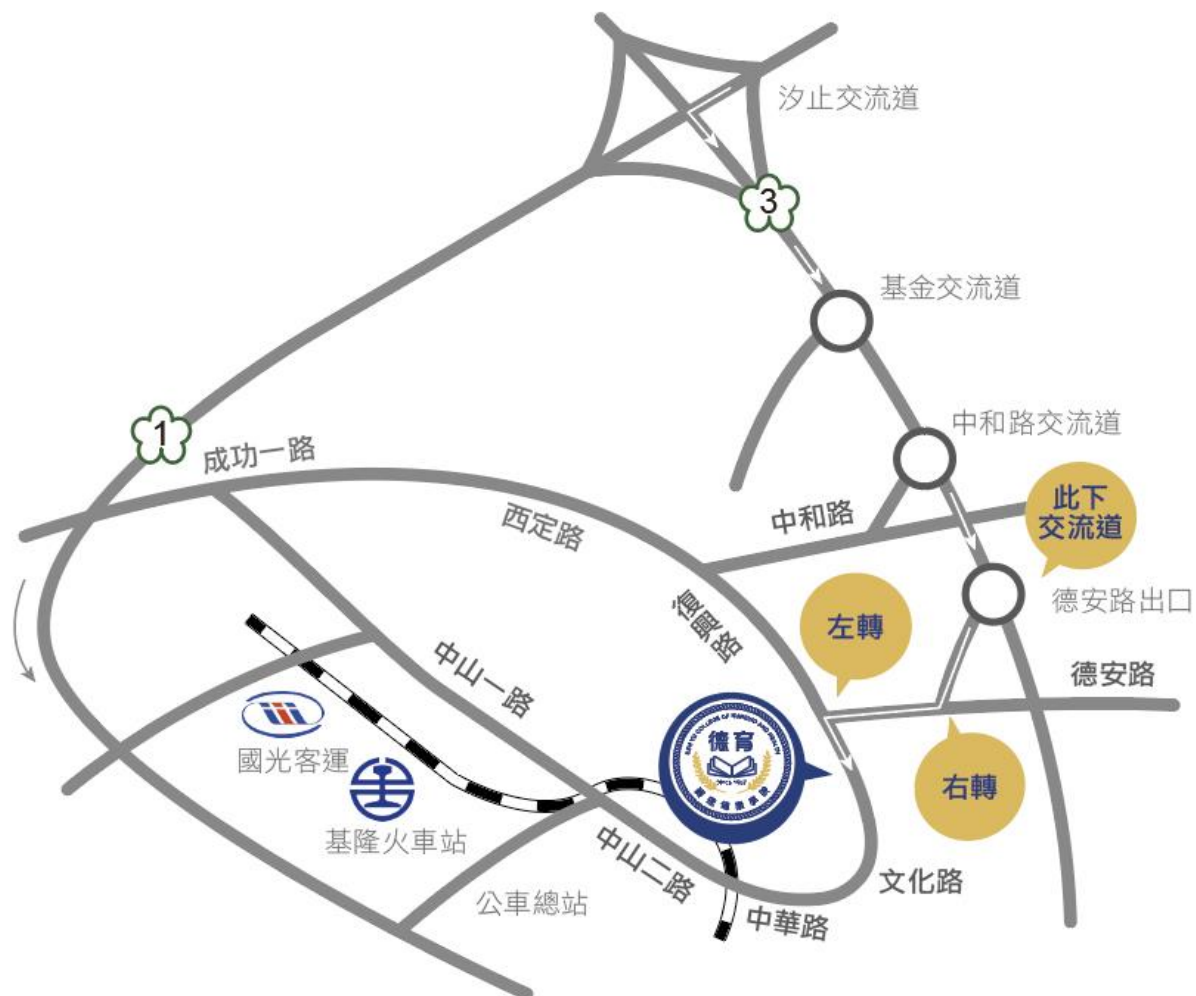 汐止交流道
3
基金交流道
1
成功一路
中和路交流道
西定路
中和路
此下
交流道
復興路
左轉
德安路出口
中山一路
德安路
國光客運
德育
右轉
基隆火車站
中山二路
文化路
公車總站
中華路